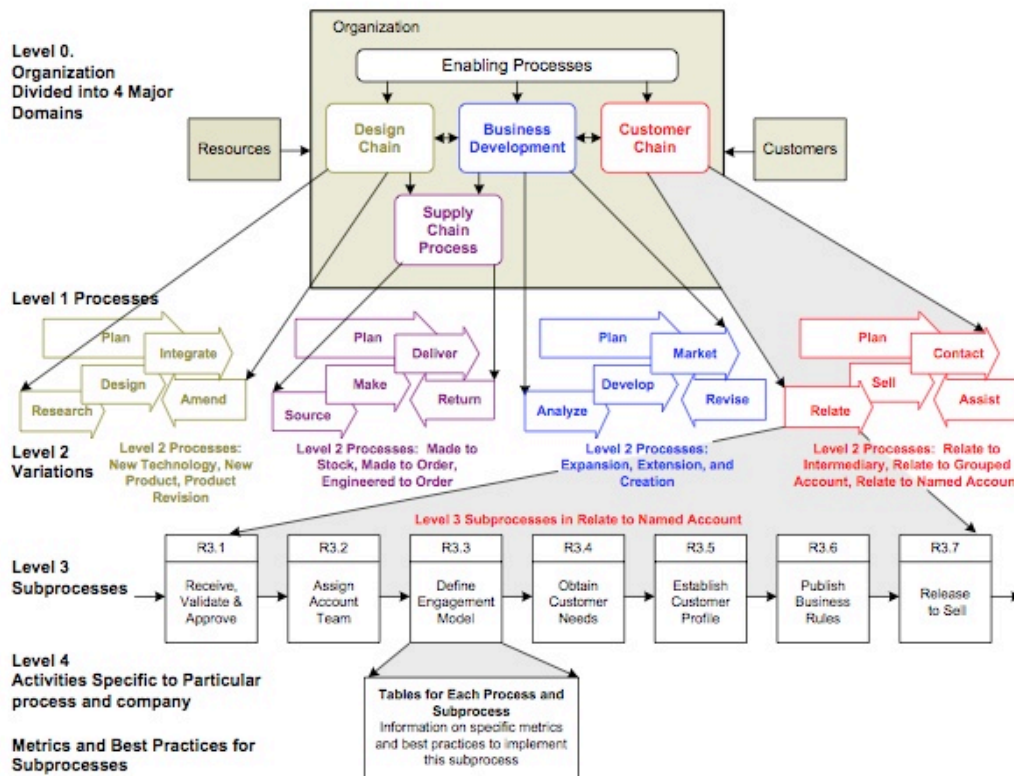 Level 0.
Organization
Divided into 4 Major
Domains
Organization
Enabling Processes
Resources
Design
Chain
Business
Development
Customer
Chain
Customers
Supply
Chain
Process
Level 1 Processes
Plan
Integrate
Design
Research
Amend
Plan
Deliver
Make
Source
Return
Plan
Market
Develop
Analyze
Revise
Plan
Contact
Sell
Relate
Assist
Level 2
Variations
Level 2 Processes:
New Technology, New
Product, Product
Revision
Level 2 Processes: Made to
Stock, Made to Order,
Engineered to Order
Level 2 Processes:
Expansion, Extension, and
Creation
Level 2 Processes: Relate to
Intermediary, Relate to Grouped
Account, Relate to Named Account
Level 3 Subprocesses in Relate to Named Account
Level 3
Subprocesses
R3.1
Receive,
Validate &
Approve
R3.2
Assign
Account
Team
R3.3
Define
Engagement
Model
R3.4
Obtain
Customer
Needs
R3.5
Establish
Customer
Profile
R3.6
Publish
Business
Rules
R3.7
Release
to Sell
Level 4
Activities Specific to Particular
process and company
Metrics and Best Practices for
Subprocesses
Tables for Each Process and
Subprocess
Information on specific metrics
and best practices to implement
this subprocess